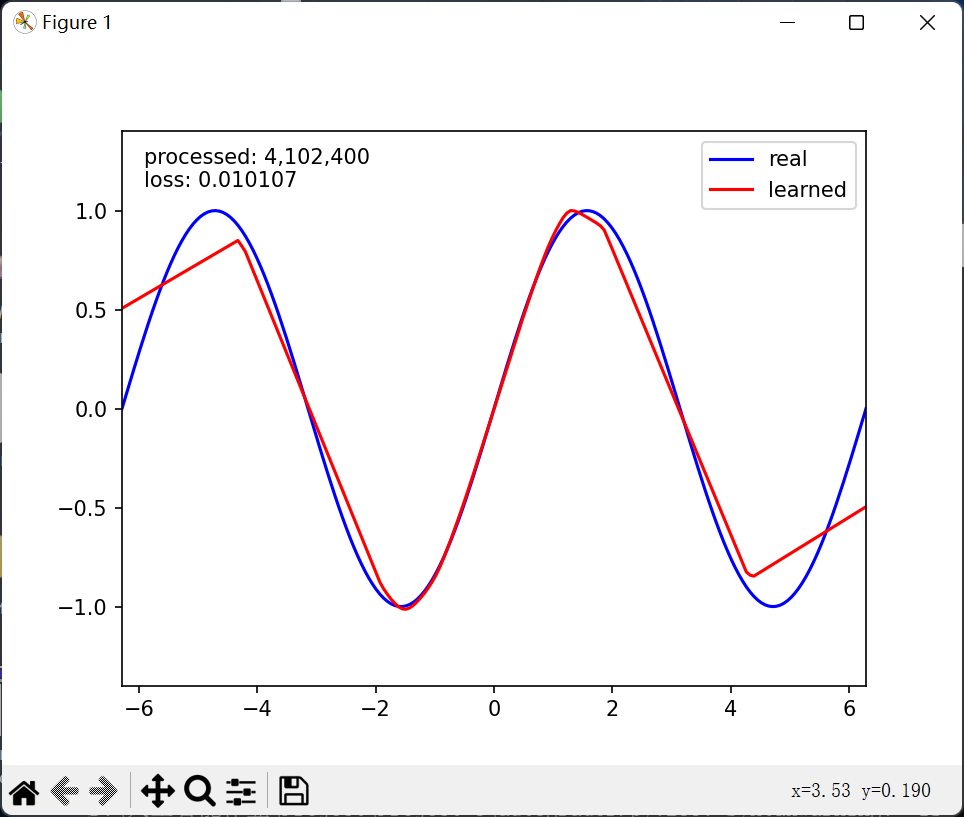 Figure 1
processed: 4,102,400
loss: 0.010107
real
learned
1.0
0.5
0.0
−0.5
−1.0
−6 −4 −2 0 2 4 6
x=3.53 y=0.190